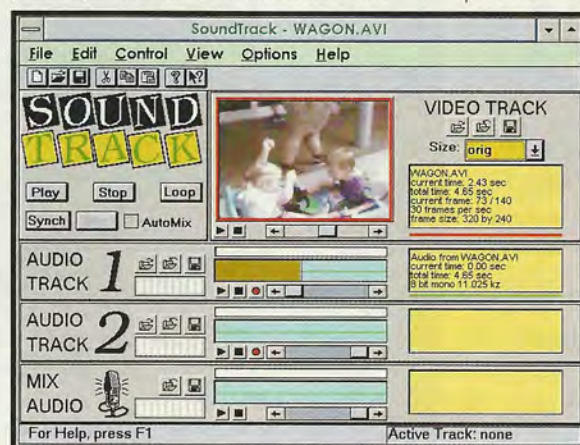 SoundTrack - WAGON.AVI
File Edit Control View Options Help
SOUND
TRACK
Play Stop Loop
Synch AutoMix
VIDEO TRACK
Size: orig
WAGON.AVI
current time: 2.43 sec
total time: 4.65 sec
current frame: 73 / 140
30 frames per sec
frame size: 320 by 240
AUDIO
TRACK 1
Audio from WAGON.AVI
current time: 0.00 sec
total time: 4.65 sec
8 bit mono 11.025 kz
AUDIO
TRACK 2
MIX
AUDIO
For Help, press F1
Active Track: none